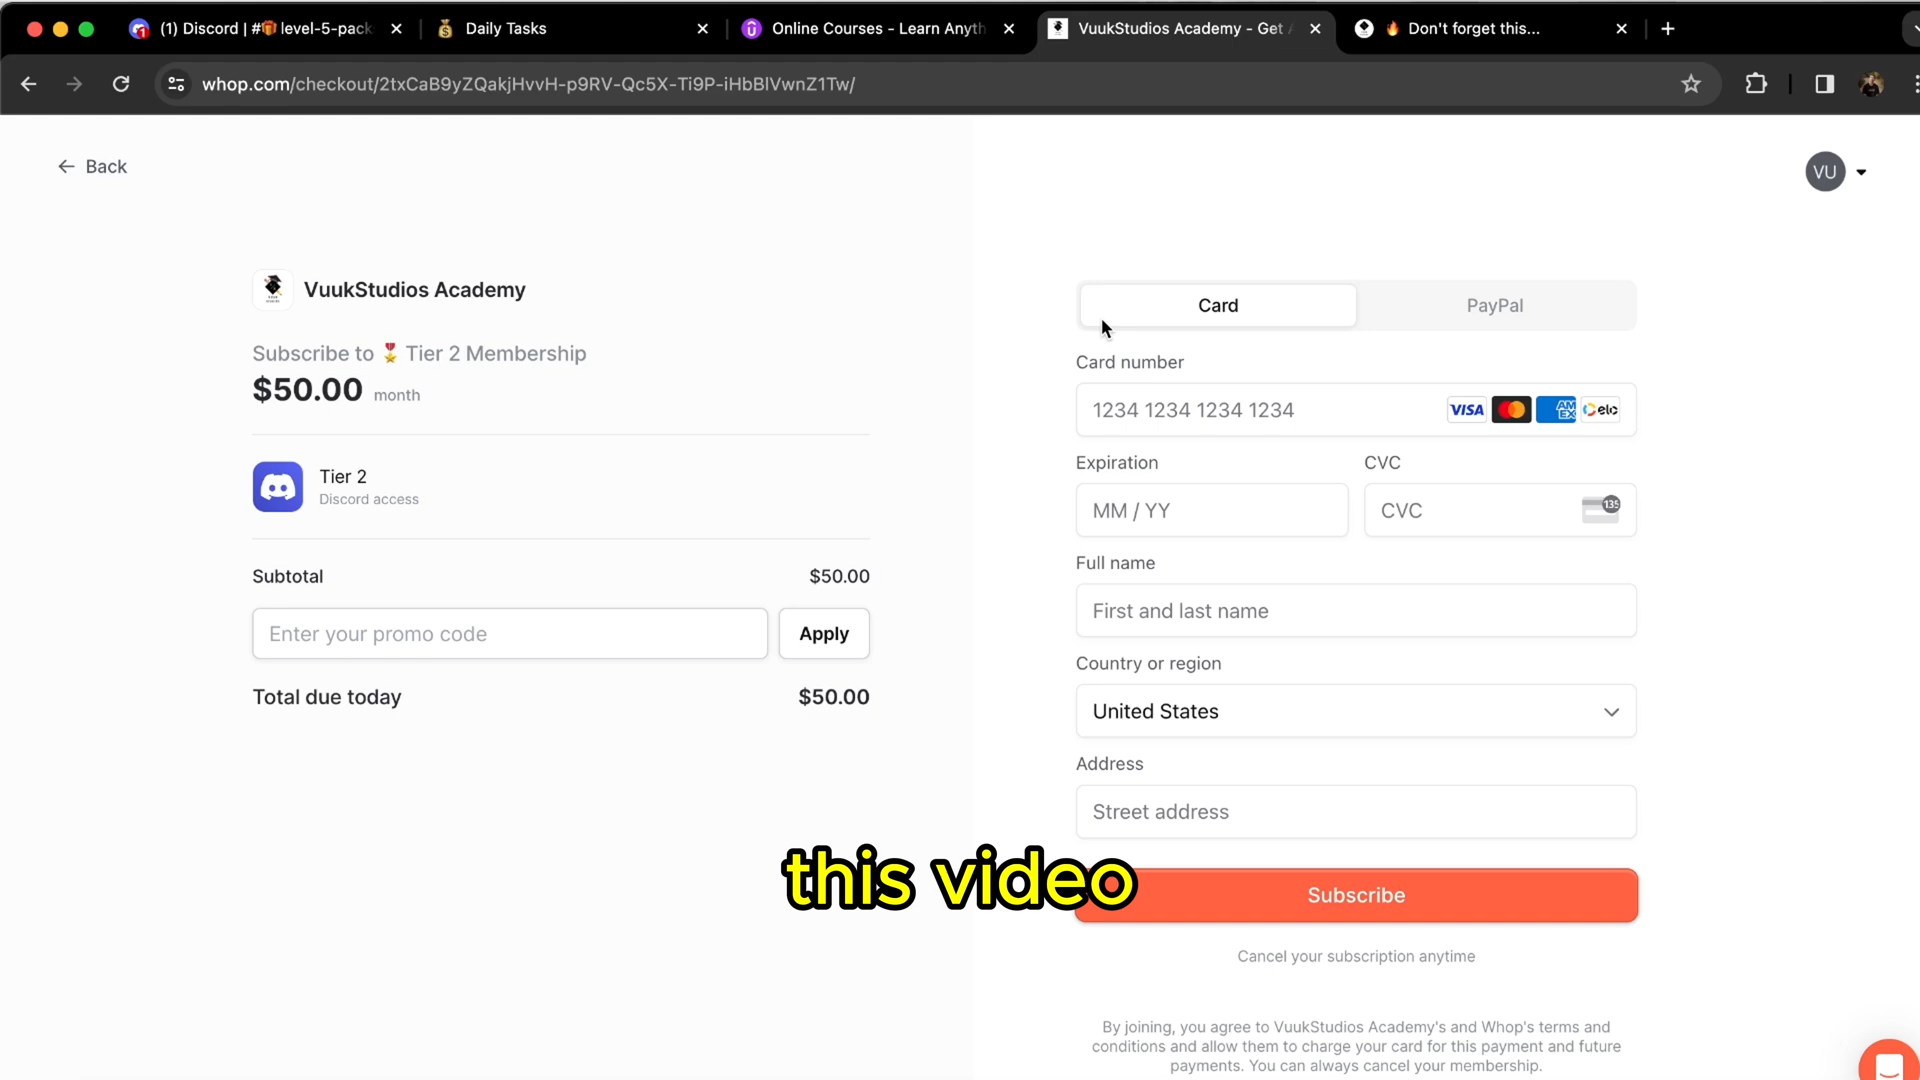 (1) Discord | #🎁 level-5-pack
Daily Tasks
Online Courses - Learn Anyth
VuukStudios Academy - Get A
🔥 Don't forget this...
whop.com/checkout/2txCaB9yZQakjHvvH-p9RV-Qc5X-Ti9P-iHbBlVwnZ1Tw/
Back
VU
VuukStudios Academy
Subscribe to 🎖️ Tier 2 Membership
$50.00 month
Tier 2
Discord access
Subtotal $50.00
Enter your promo code
Apply
Total due today $50.00
Card
PayPal
Card number
1234 1234 1234 1234
VISA
AM
EX
elo
Expiration
CVC
MM / YY
CVC
135
Full name
First and last name
Country or region
United States
Address
Street address
this video
Subscribe
Cancel your subscription anytime
By joining, you agree to VuukStudios Academy's and Whop's terms and
conditions and allow them to charge your card for this payment and future
payments. You can always cancel your membership.